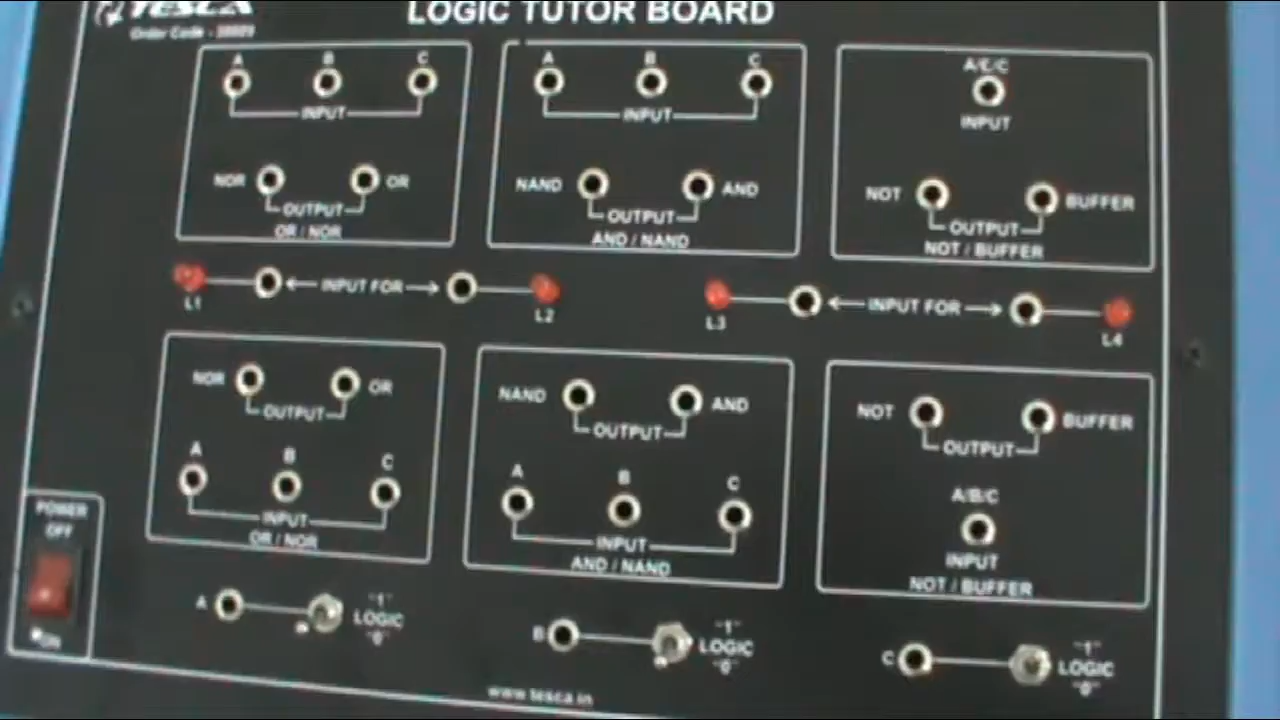 TESCA
LOGIC TUTOR BOARD
Order Code -
A B C
INPUT
NOR OR
OUTPUT
OR / NOR
A B C
INPUT
NAND AND
OUTPUT
AND / NAND
INPUT
NOT BUFFER
OUTPUT
NOT / BUFFER
L1 INPUT FOR L2
L3 INPUT FOR L4
NOR OR
OUTPUT
A B C
INPUT
OR / NOR
NAND AND
OUTPUT
A B C
INPUT
AND / NAND
NOT BUFFER
OUTPUT
A/B/C
INPUT
NOT / BUFFER
POWER
OFF
ON
A "1"
LOGIC
"0"
B "1"
LOGIC
"0"
C "1"
LOGIC
"0"
www.tesca.in